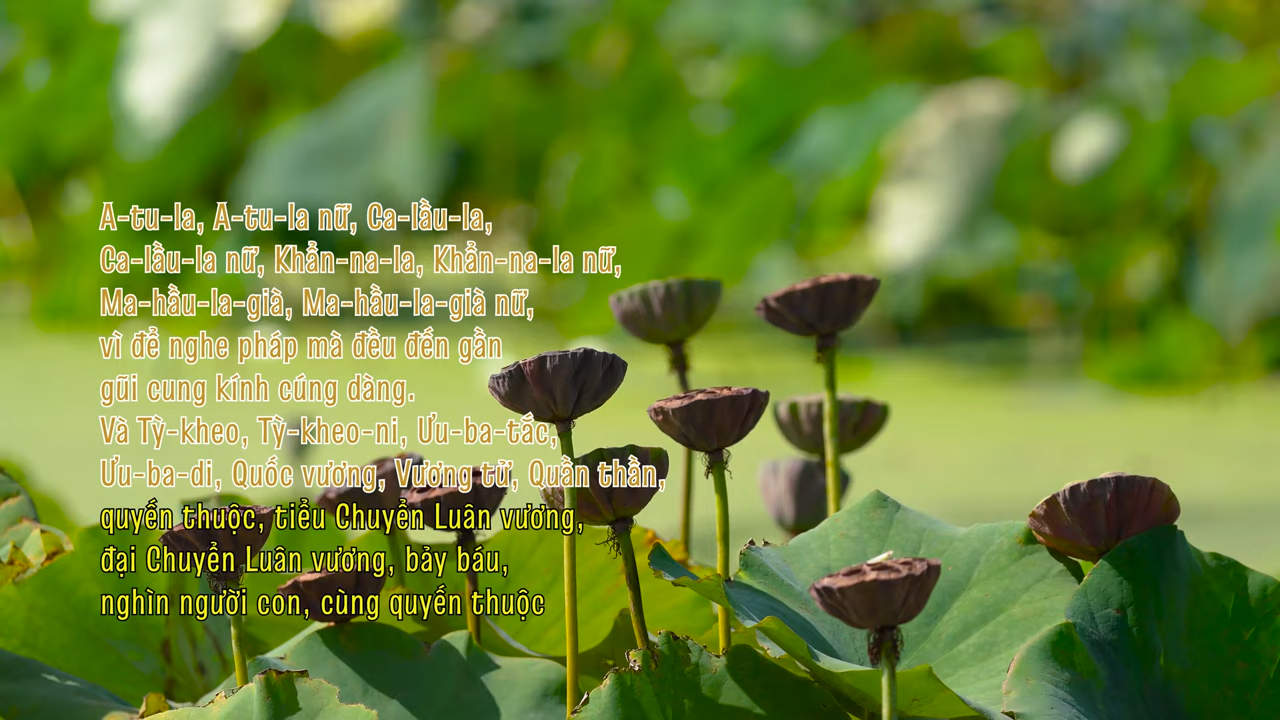 A-tu-la, A-tu-la nữ, Ca-lầu-la,
Ca-lầu-la nữ, Khẩn-na-la, Khẩn-na-la nữ,
Ma-hầu-la-già, Ma-hầu-la-già nữ,
vì để nghe pháp mà đều đến gần
gũi cung kính cúng dàng.
Và Tỳ-kheo, Tỳ-kheo-ni, Ưu-ba-tắc,
Ưu-ba-di, Quốc vương, Vương tử, Quần thần,
quyến thuộc, tiểu Chuyển Luân vương,
đại Chuyển Luân vương, bảy báu,
nghìn người con, cùng quyến thuộc